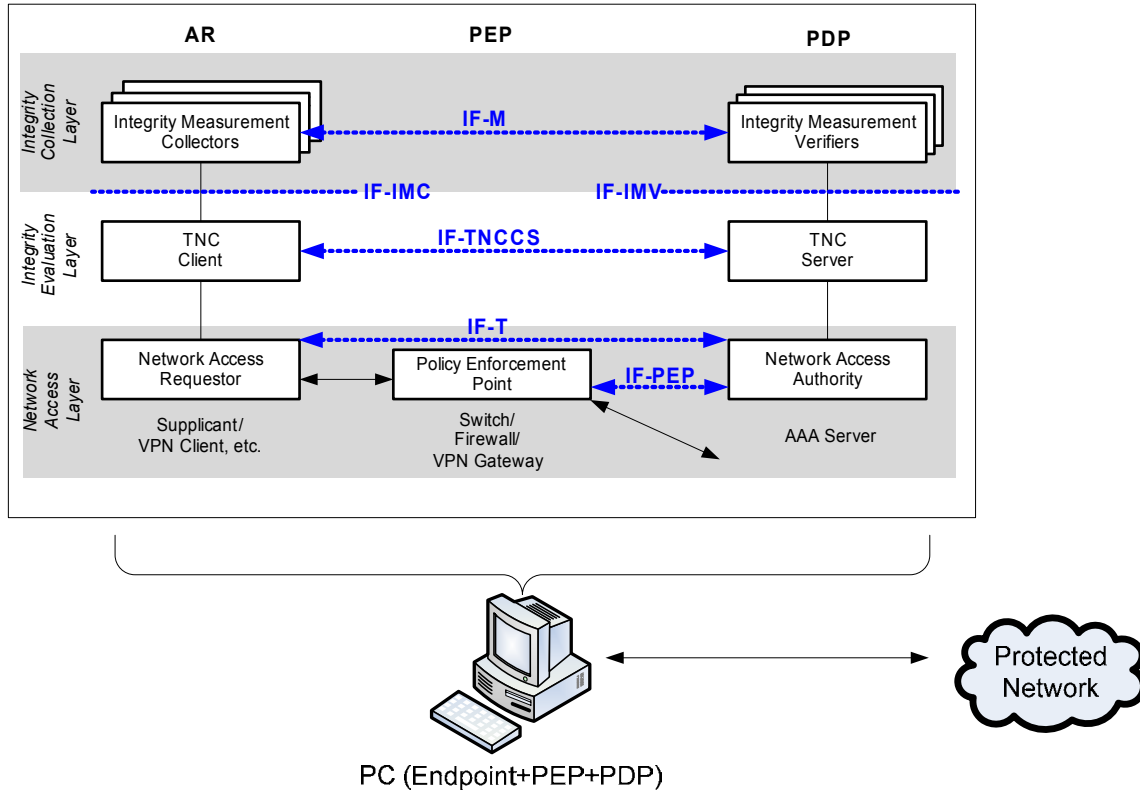 AR
PEP
PDP
Integrity
Collection
Layer
Integrity Measurement
Collectors
IF-M
Integrity Measurement
Verifiers
IF-IMC
IF-IMV
Integrity
Evaluation
Layer
TNC
Client
IF-TNCCS
TNC
Server
Network
Access
Layer
IF-T
Network Access
Requestor
Policy Enforcement
Point
IF-PEP
Network Access
Authority
Supplicant/
VPN Client, etc.
Switch/
Firewall/
VPN Gateway
AAA Server
Protected
Network
PC (Endpoint+PEP+PDP)